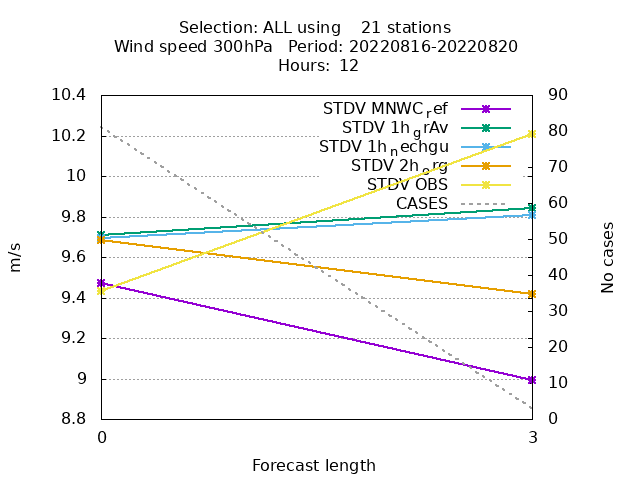 Selection: ALL using    21 stations
Wind speed 300hPa   Period: 20220816-20220820
Hours:  12
10.4
10.2
10
9.8
9.6
9.4
9.2
9
8.8
m/s
STDV MNWC_ref
STDV 1h_grAv
STDV 1h_nechgu
STDV 2h_org
STDV OBS
CASES
90
80
70
60
50
40
30
20
10
0
No cases
0
3
Forecast length